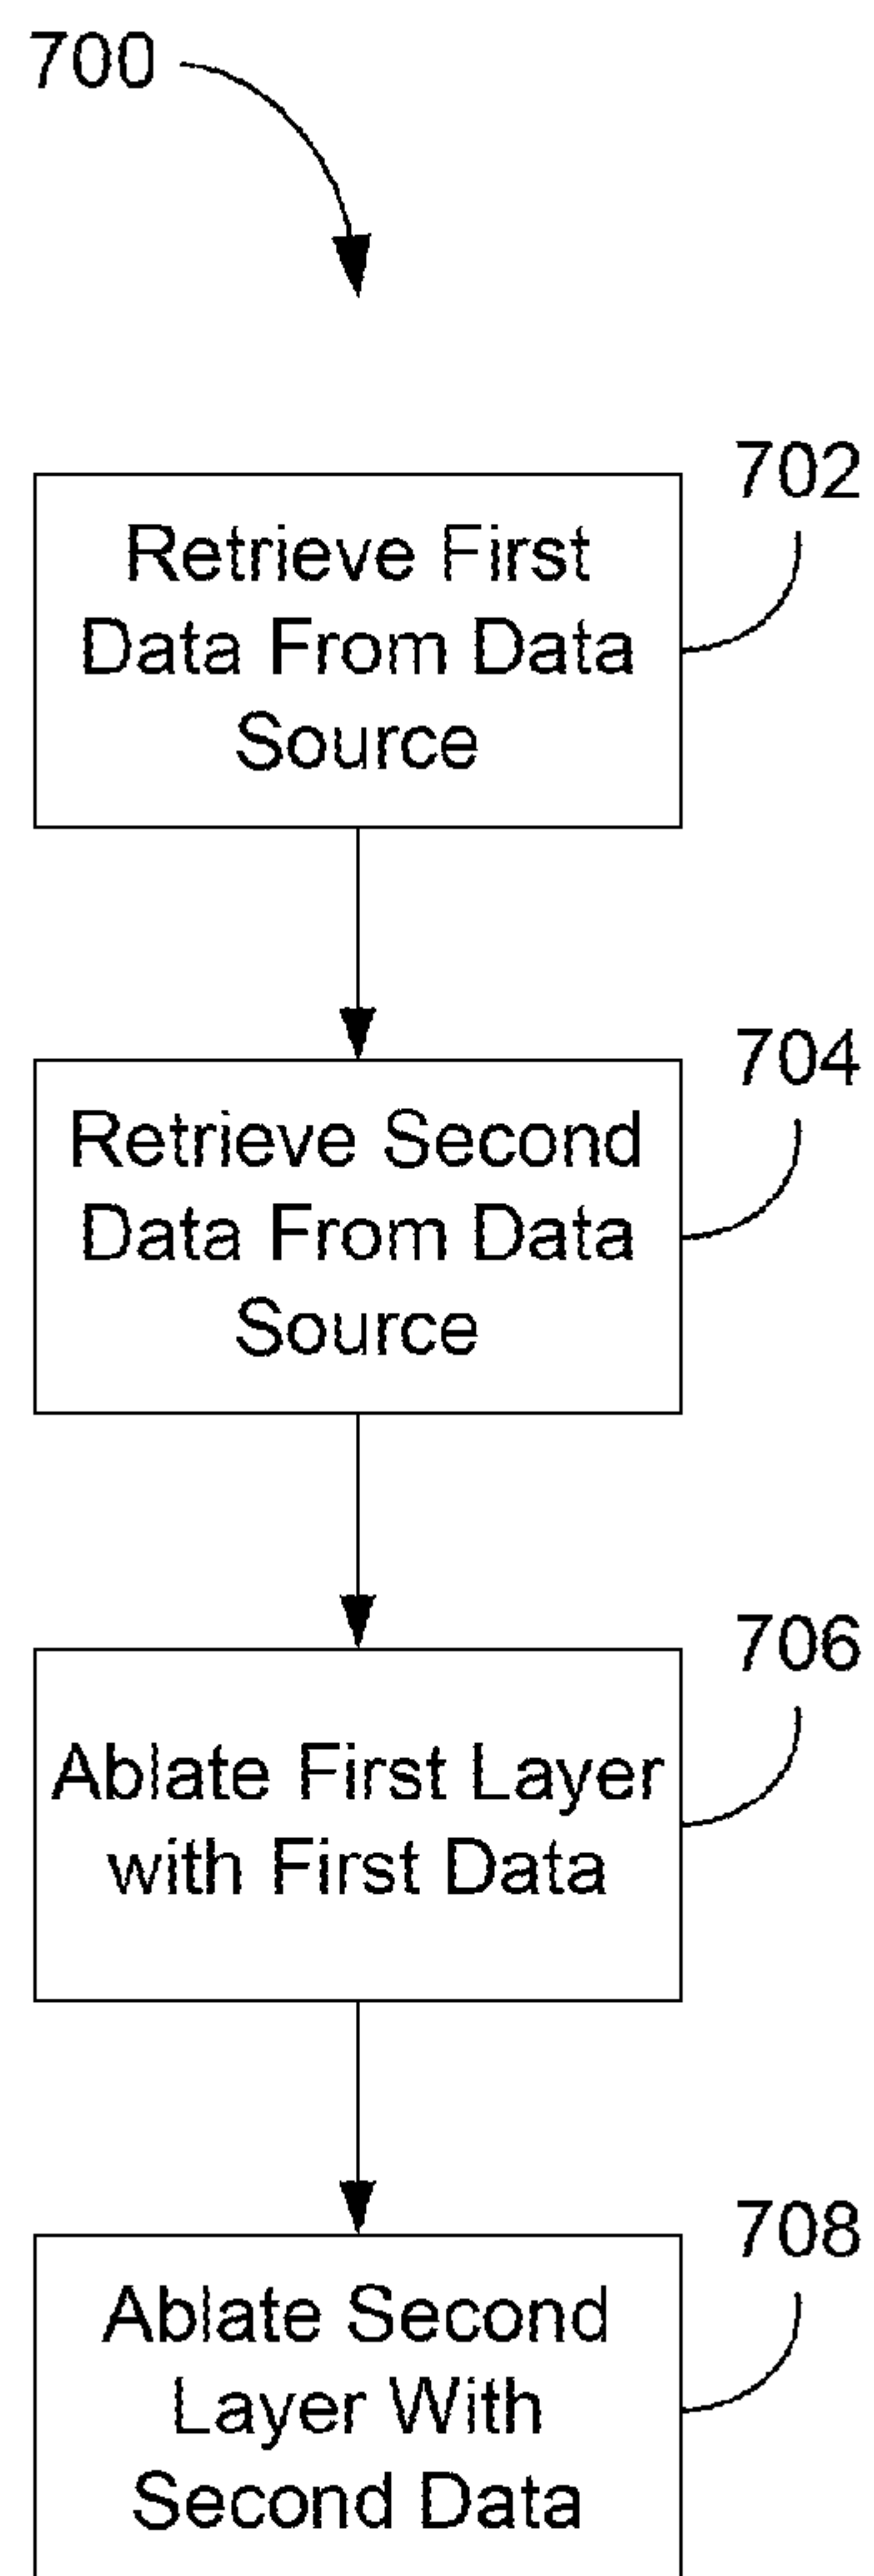 700
702
Retrieve First
Data From Data
Source
704
Retrieve Second
Data From Data
Source
706
Ablate First Layer
with First Data
708
Ablate Second
Layer With
Second Data